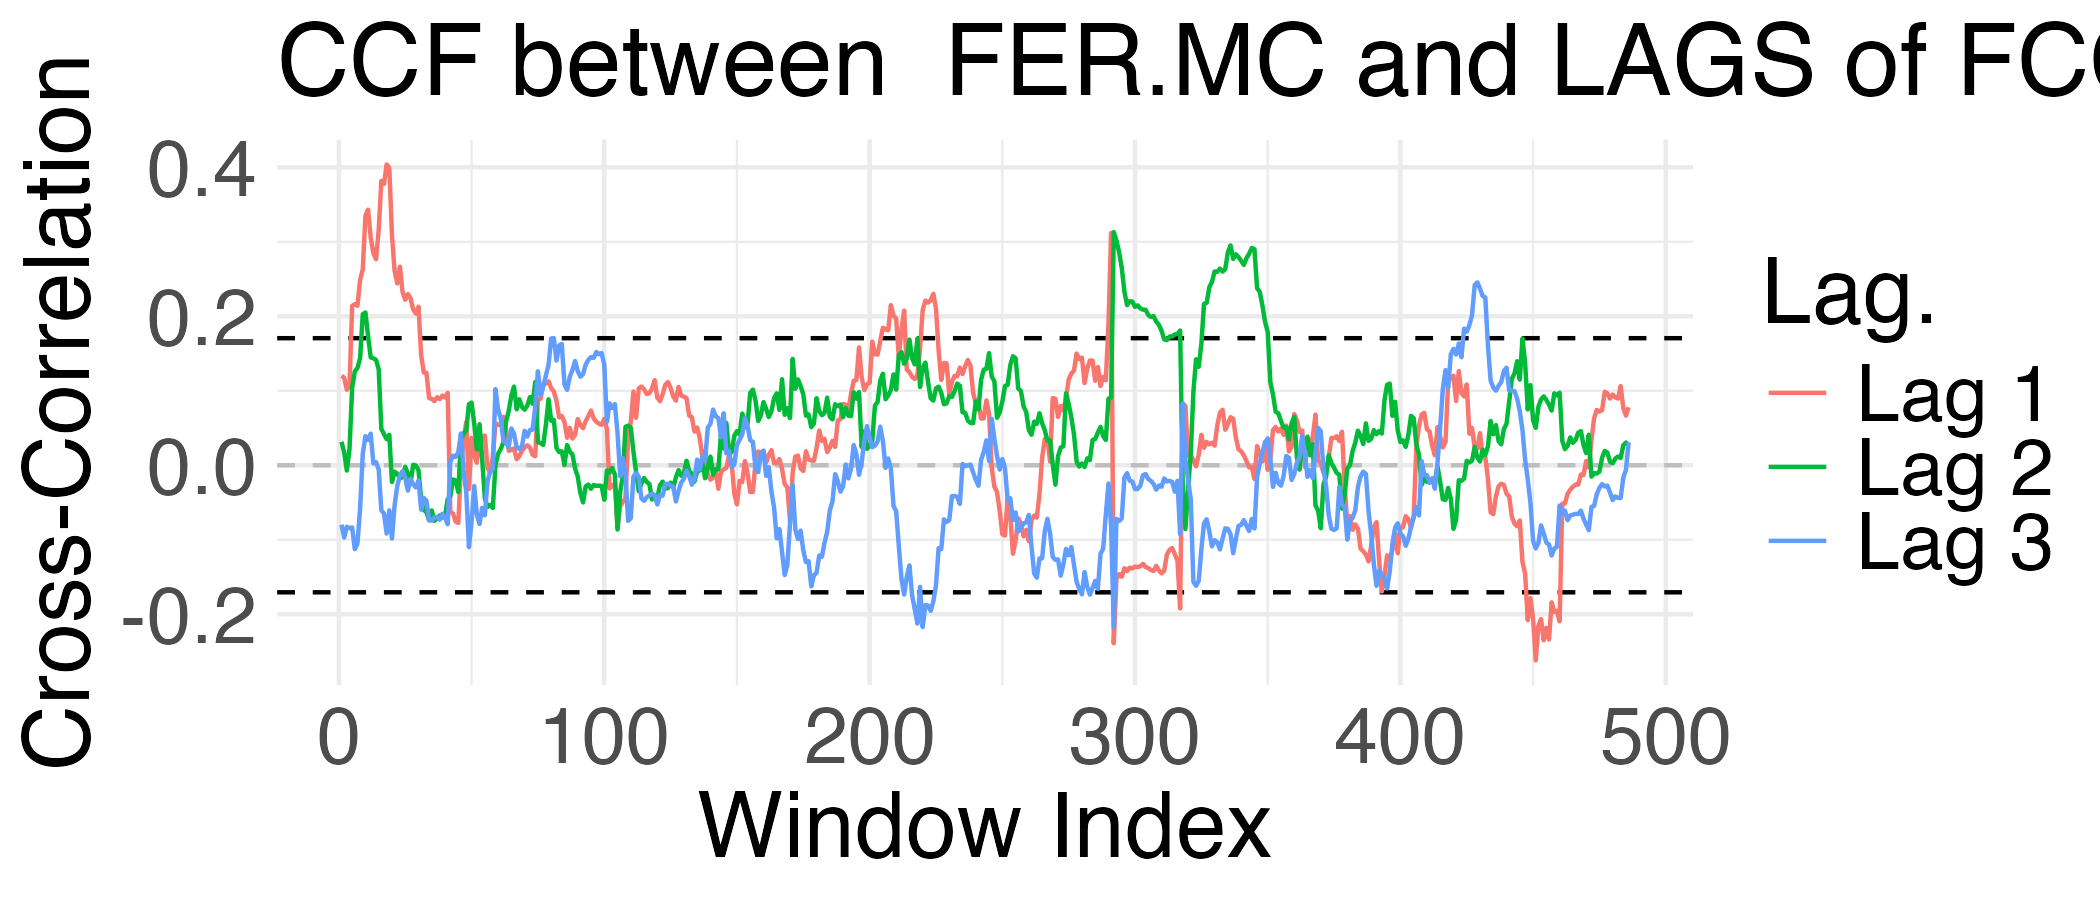 CCF between  FER.MC and LAGS of FC
Cross-Correlation
0.4
0.2
0.0
-0.2
0
100
200
300
400
500
Window Index
Lag.
Lag 1
Lag 2
Lag 3